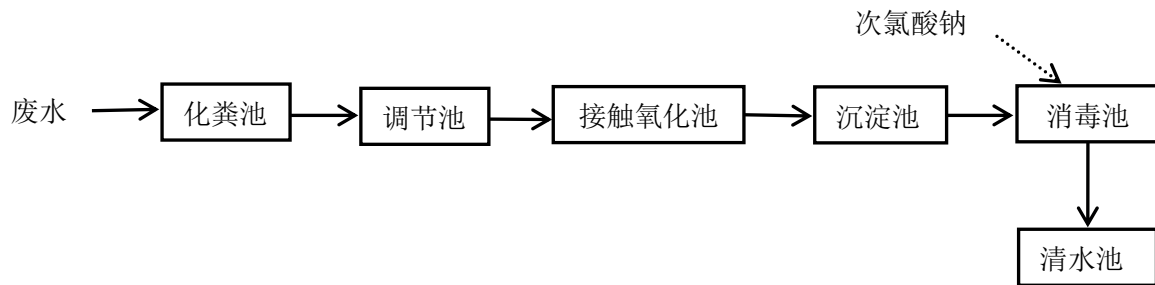 次氯酸钠
废水
化粪池
调节池
接触氧化池
沉淀池
消毒池
清水池